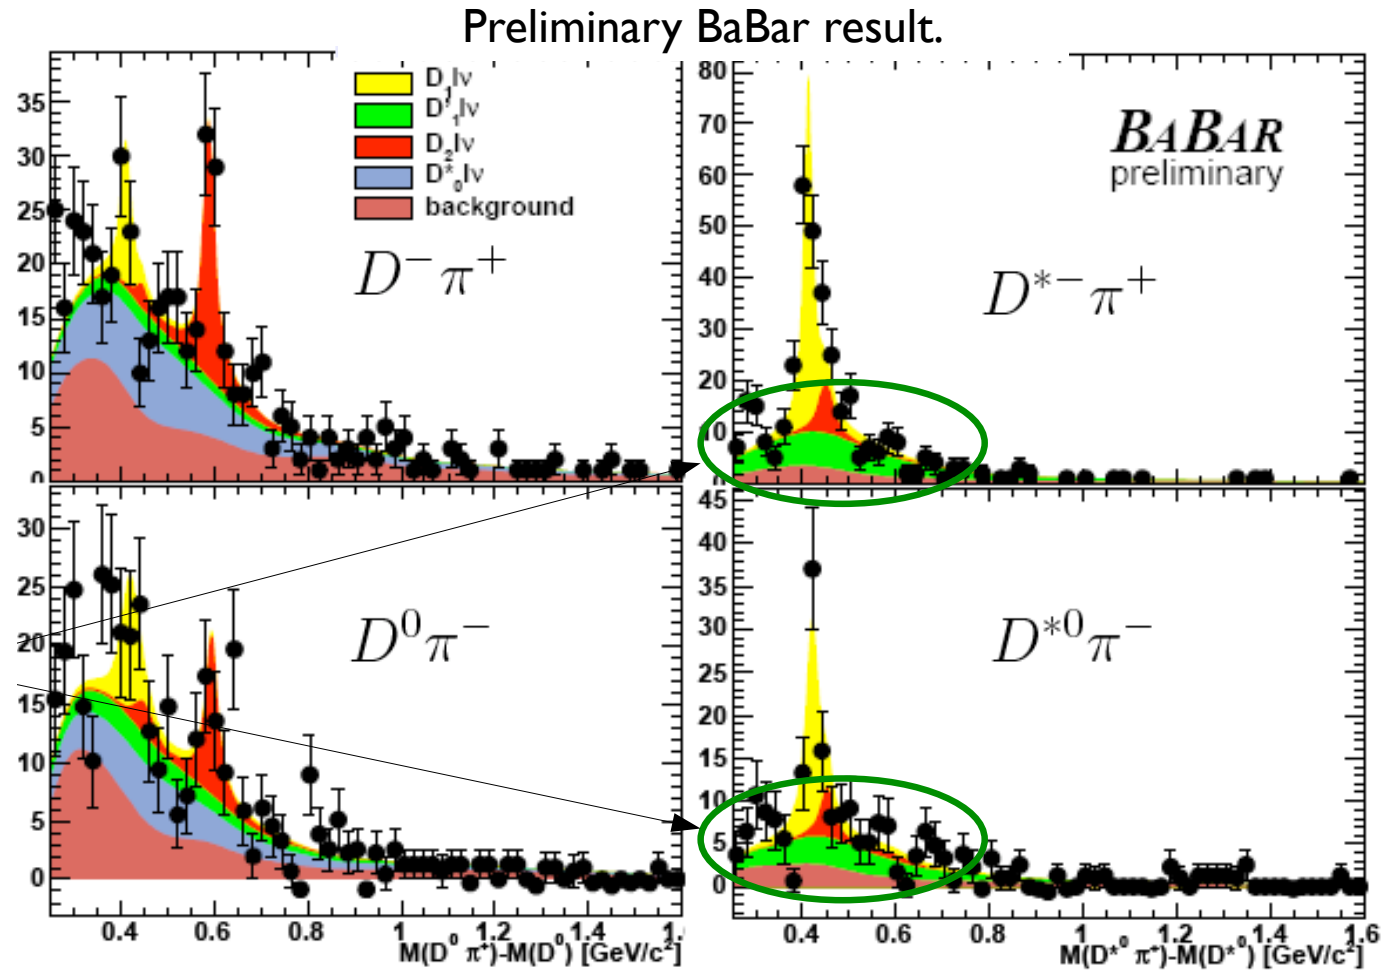 Preliminary BaBar result.
D₁lν
D'₁lν
D₂lν
D*₀lν
background
D⁻π⁺
35
30
25
20
15
10
5
0
BABAR
preliminary
D*⁻π⁺
80
70
60
50
40
30
20
10
0
D⁰π⁻
30
25
20
15
10
5
0
0.4 0.6 0.8 1 1.2 1.4 1.
M(D⁰ π⁺)-M(D⁰) [GeV/c²]
D*⁰π⁻
45
40
35
30
25
20
15
10
5
0
0.4 0.6 0.8 1 1.2 1.4 1.6
M(D*⁰ π⁺)-M(D*⁰) [GeV/c²]